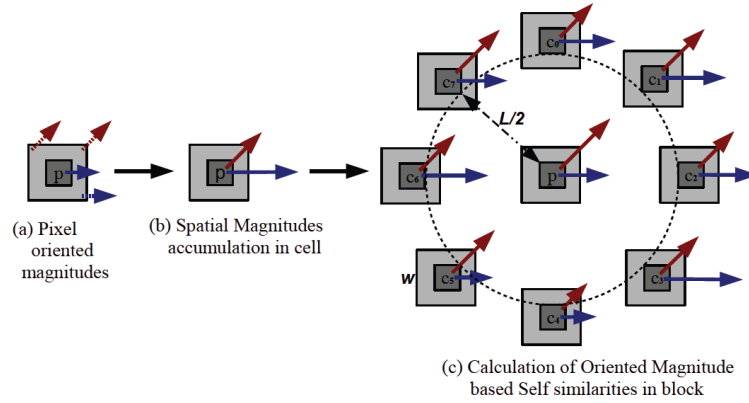 C₀
C₇
C₁
L/2
p
p
C₆
p
C₂
(a) Pixel
oriented
magnitudes
(b) Spatial Magnitudes
accumulation in cell
w
C₅
C₃
C₄
(c) Calculation of Oriented Magnitude
based Self similarities in block